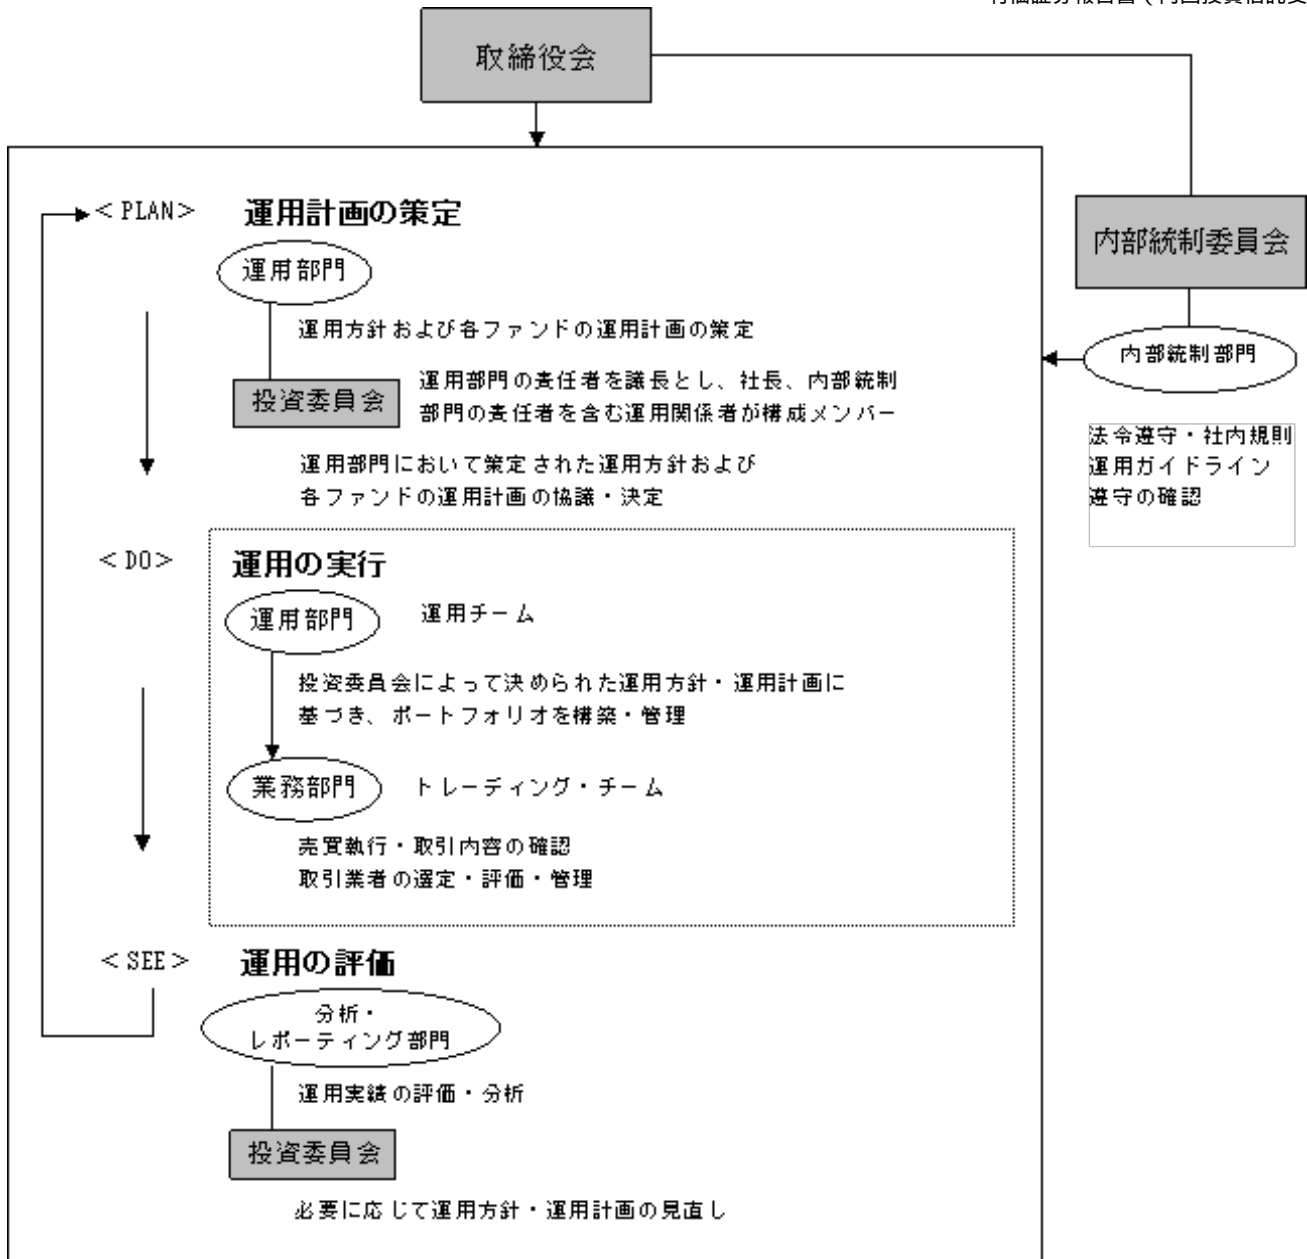 取締役会
<PLAN> 運用計画の策定
運用部門
運用方針および各ファンドの運用計画の策定
投資委員会
運用部門の責任者を議長とし、社長、内部統制
部門の責任者を含む運用関係者が構成メンバー
運用部門において策定された運用方針および
各ファンドの運用計画の協議・決定
<DO> 運用の実行
運用部門 運用チーム
投資委員会によって決められた運用方針・運用計画に
基づき、ポートフォリオを構築・管理
業務部門 トレーディング・チーム
売買執行・取引内容の確認
取引業者の選定・評価・管理
<SEE> 運用の評価
分析・
レポーティング部門
運用実績の評価・分析
投資委員会
必要に応じて運用方針・運用計画の見直し
内部統制委員会
内部統制部門
法令遵守・社内規則
運用ガイドライン
遵守の確認